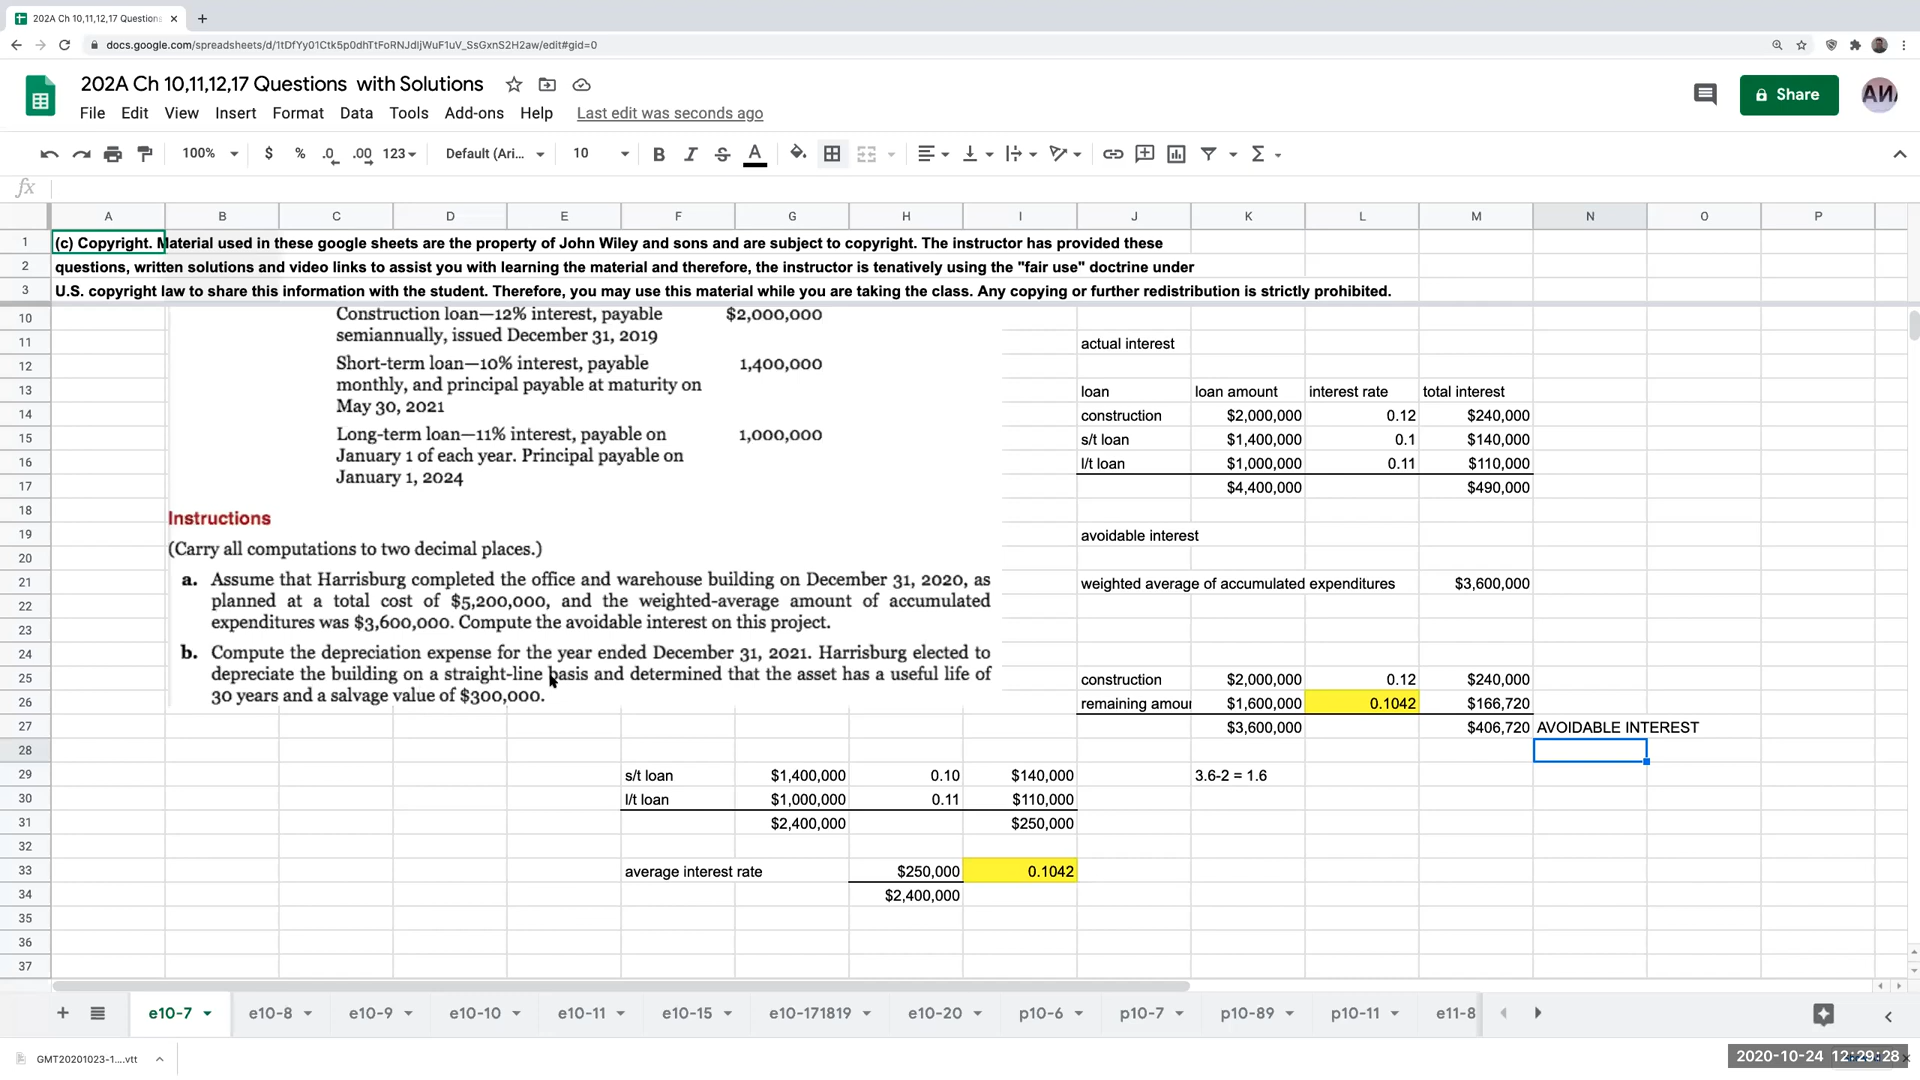 202A Ch 10,11,12,17 Questions
docs.google.com/spreadsheets/d/1tDfYy01Ctk5p0dhTtFoRNJdljWuF1uV_SsGxnS2H2aw/edit#gid=0
202A Ch 10,11,12,17 Questions with Solutions
File Edit View Insert Format Data Tools Add-ons Help Last edit was seconds ago
Share
100% $ % .0 .00 123 Default (Ari... 10 B I S A
fx
A B C D E F G H I J K L M N O P
1 (c) Copyright. Material used in these google sheets are the property of John Wiley and sons and are subject to copyright. The instructor has provided these
2 questions, written solutions and video links to assist you with learning the material and therefore, the instructor is tenatively using the "fair use" doctrine under
3 U.S. copyright law to share this information with the student. Therefore, you may use this material while you are taking the class. Any copying or further redistribution is strictly prohibited.
10 Construction loan—12% interest, payable $2,000,000
semiannually, issued December 31, 2019
11 actual interest
12 Short-term loan—10% interest, payable 1,400,000
monthly, and principal payable at maturity on
13 loan loan amount interest rate total interest
May 30, 2021
14 construction $2,000,000 0.12 $240,000
15 Long-term loan—11% interest, payable on 1,000,000 s/t loan $1,400,000 0.1 $140,000
16 January 1 of each year. Principal payable on l/t loan $1,000,000 0.11 $110,000
January 1, 2024
17 $4,400,000 $490,000
18 Instructions
19 avoidable interest
20 (Carry all computations to two decimal places.)
21 a. Assume that Harrisburg completed the office and warehouse building on December 31, 2020, as weighted average of accumulated expenditures $3,600,000
22 planned at a total cost of $5,200,000, and the weighted-average amount of accumulated
23 expenditures was $3,600,000. Compute the avoidable interest on this project.
24 b. Compute the depreciation expense for the year ended December 31, 2021. Harrisburg elected to
25 depreciate the building on a straight-line basis and determined that the asset has a useful life of construction $2,000,000 0.12 $240,000
26 30 years and a salvage value of $300,000. remaining amour $1,600,000 0.1042 $166,720
27 $3,600,000 $406,720 AVOIDABLE INTEREST
28
29 s/t loan $1,400,000 0.10 $140,000 3.6-2 = 1.6
30 l/t loan $1,000,000 0.11 $110,000
31 $2,400,000 $250,000
32
33 average interest rate $250,000 0.1042
34 $2,400,000
35
36
37
e10-7 e10-8 e10-9 e10-10 e10-11 e10-15 e10-171819 e10-20 p10-6 p10-7 p10-89 p10-11 e11-8
GMT20201023-1....vtt
2020-10-24 12:29:28